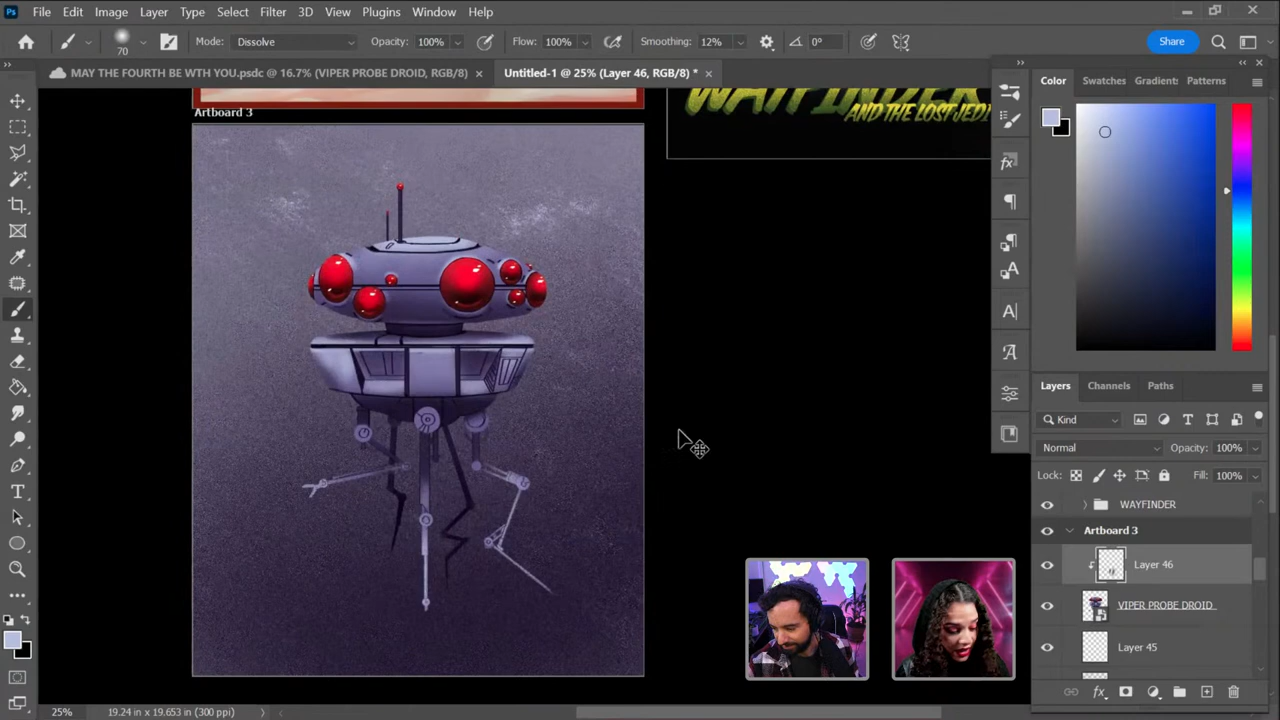 File Edit Image Layer Type Select Filter 3D View Plugins Window Help
70 Mode: Dissolve Opacity: 100% Flow: 100% Smoothing: 12% 0° Share
MAY THE FOURTH BE WTH YOU.psdc @ 16.7% (VIPER PROBE DROID, RGB/8) × Untitled-1 @ 25% (Layer 46, RGB/8) * ×
Color Swatches Gradient: Patterns
WAYFINDER
AND THE LOST JEDI
Artboard 3
Layers Channels Paths
Kind
Normal Opacity: 100%
Lock: Fill: 100%
WAYFINDER
Artboard 3
Layer 46
VIPER PROBE DROID
Layer 45
25% 19.24 in x 19.653 in (300 ppi)